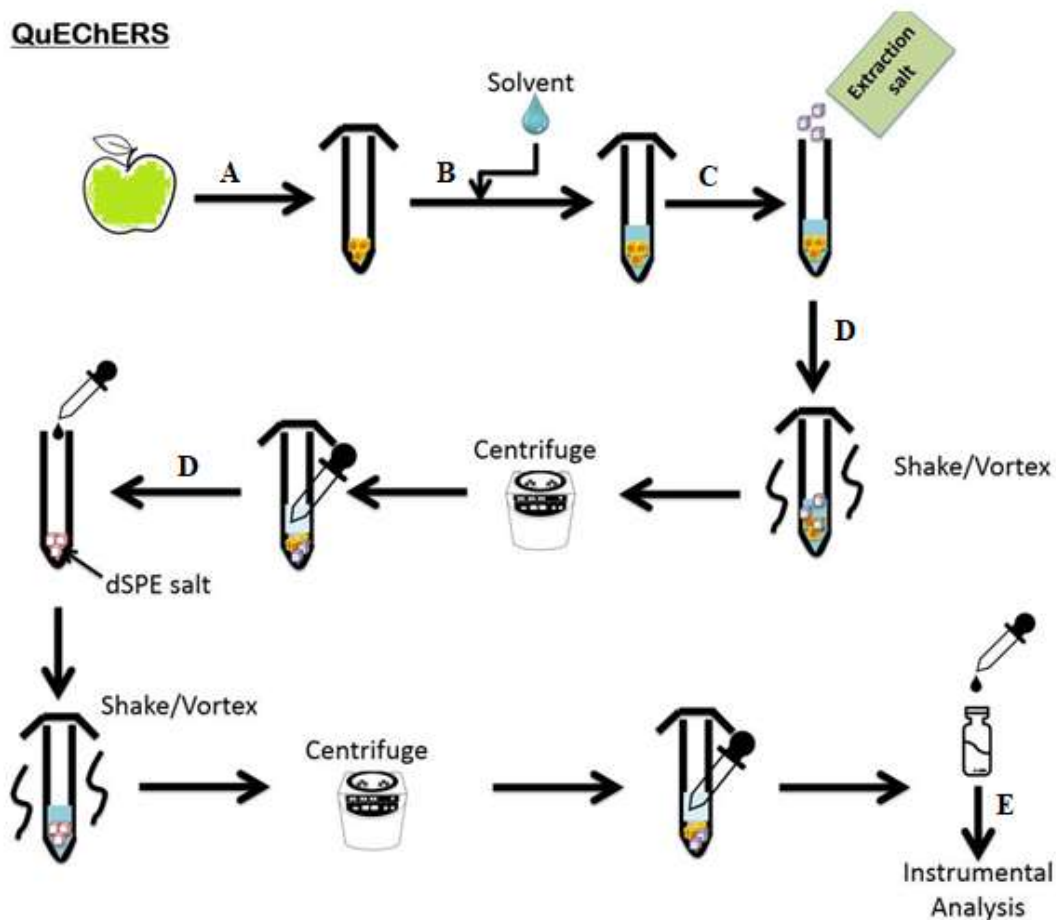 QuEChERS
Solvent
Extraction
salt
A
B
C
D
Shake/Vortex
Centrifuge
D
dSPE salt
Shake/Vortex
Centrifuge
E
Instrumental
Analysis